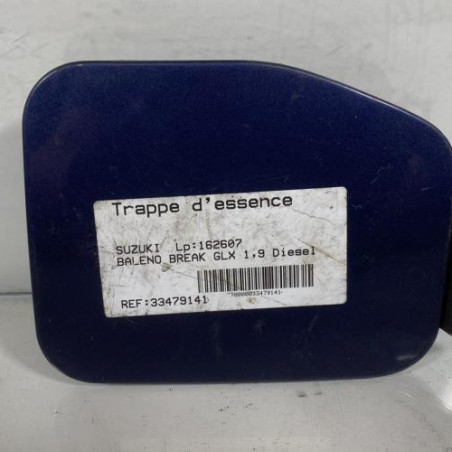 Trappe d'essence
SUZUKI Lp:162607
BALENO BREAK GLX 1,9 Diesel
REF:33479141